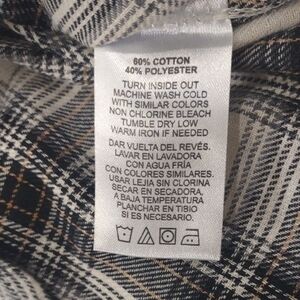 60% COTTON
40% POLYESTER
TURN INSIDE OUT
MACHINE WASH COLD
WITH SIMILAR COLORS
NON CHLORINE BLEACH
TUMBLE DRY LOW
WARM IRON IF NEEDED
DAR VUELTA DEL REVÉS.
LAVAR EN LAVADORA
CON AGUA FRÍA
CON COLORES SIMILARES.
USAR LEJIA SIN CLORINA
SECAR EN SECADORA,
A BAJA TEMPERATURA
PLANCHAR EN TIBIO
SI ES NECESARIO.